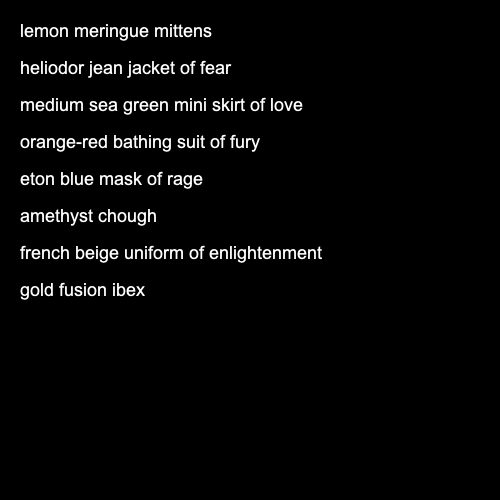 lemon meringue mittens
heliodor jean jacket of fear
medium sea green mini skirt of love
orange-red bathing suit of fury
eton blue mask of rage
amethyst chough
french beige uniform of enlightenment
gold fusion ibex